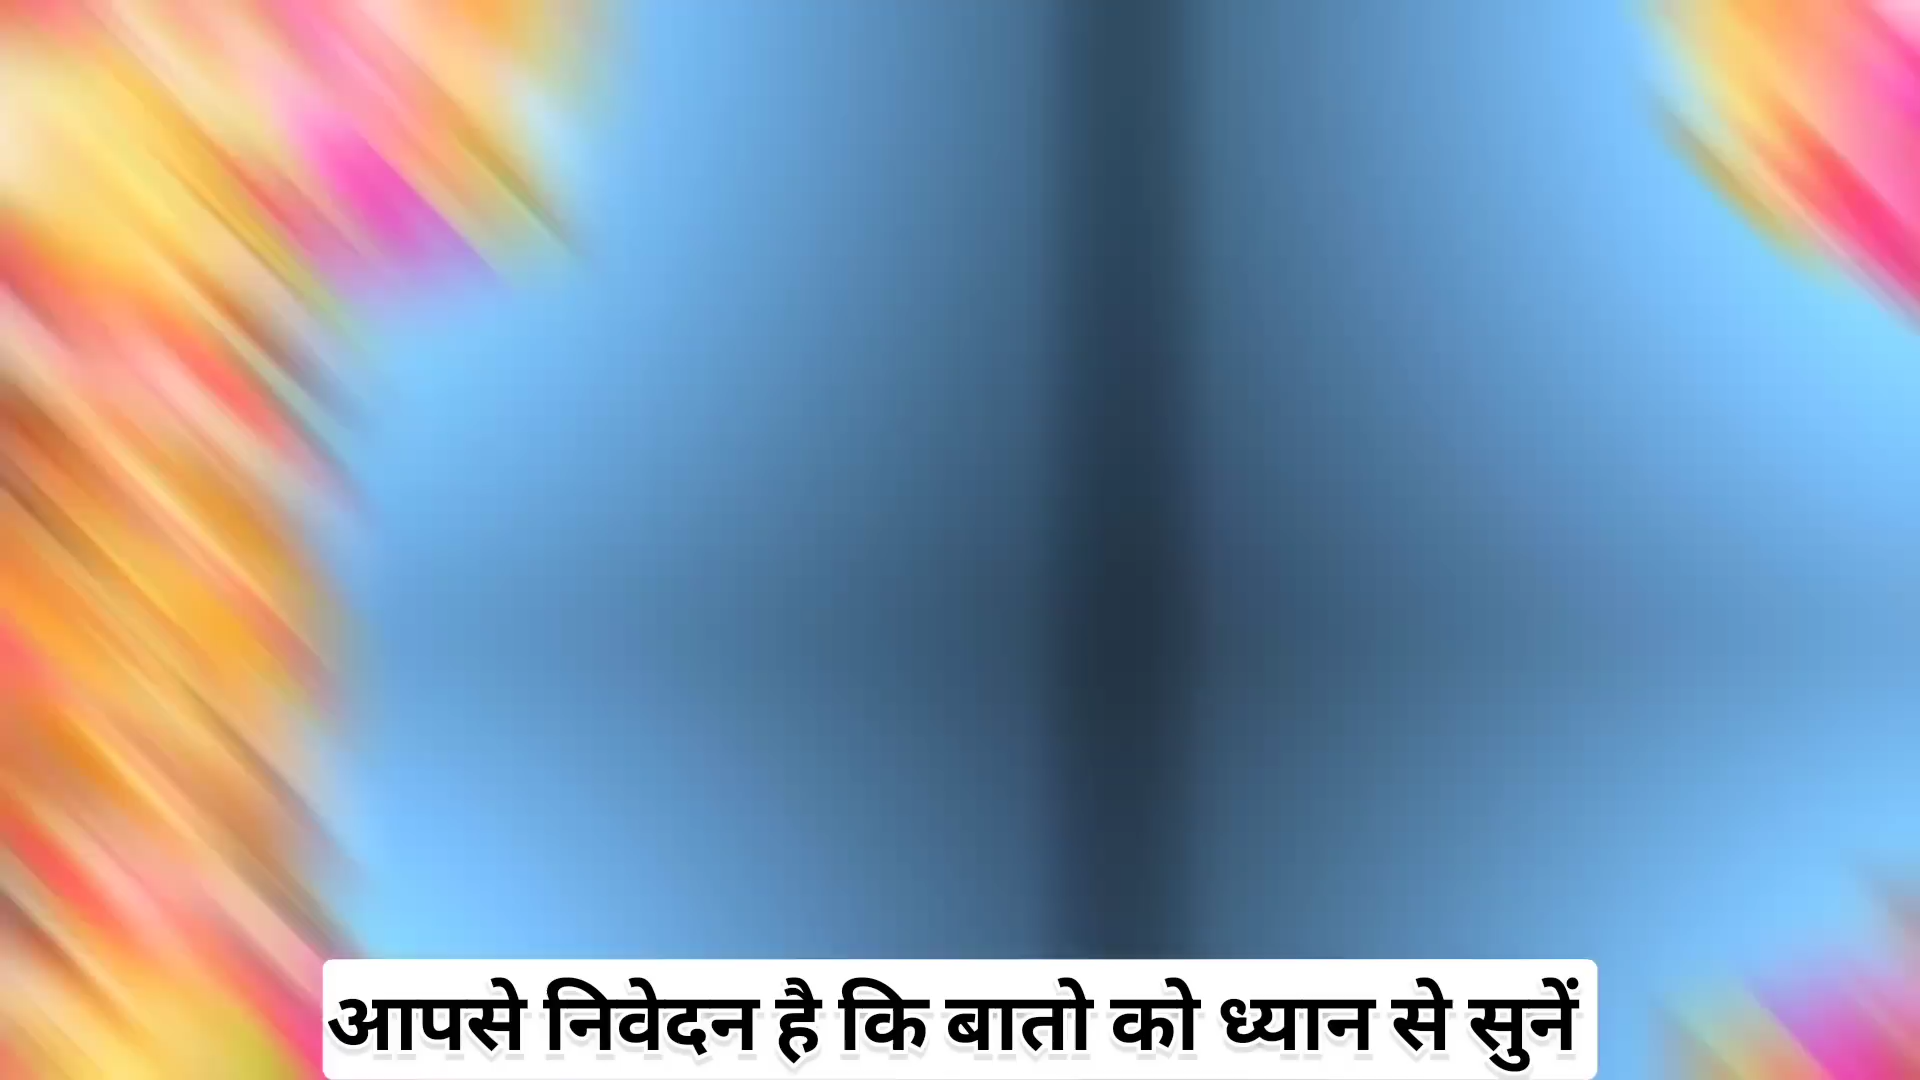 आपसे निवेदन है कि बातो को ध्यान से सुनें